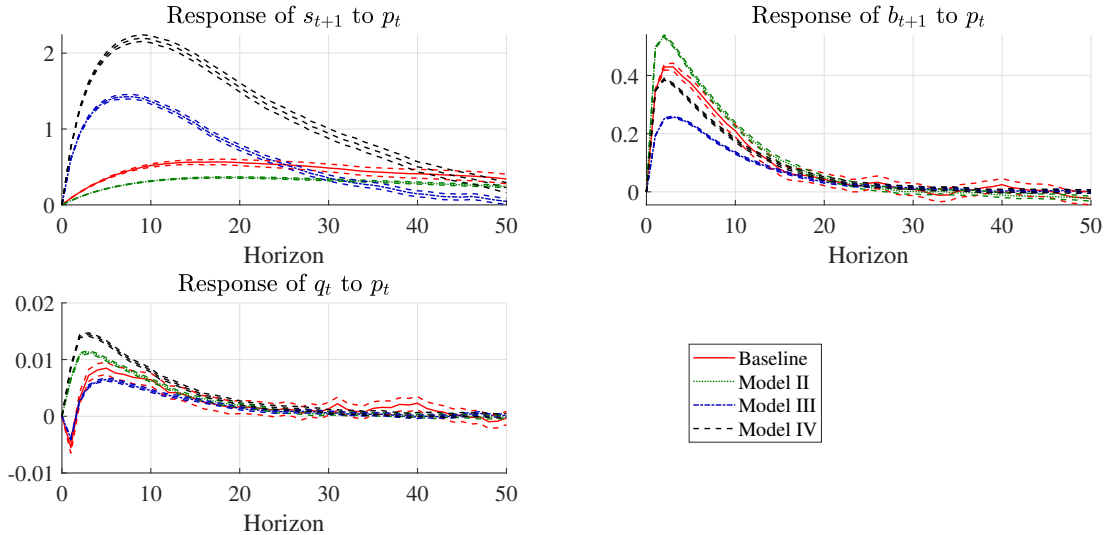 Response of s_{t+1} to p_t
2
1
0
0 10 20 30 40 50
Horizon
Response of b_{t+1} to p_t
0.4
0.2
0
0 10 20 30 40 50
Horizon
Response of q_t to p_t
0.02
0.01
0
-0.01
0 10 20 30 40 50
Horizon
Baseline
Model II
Model III
Model IV